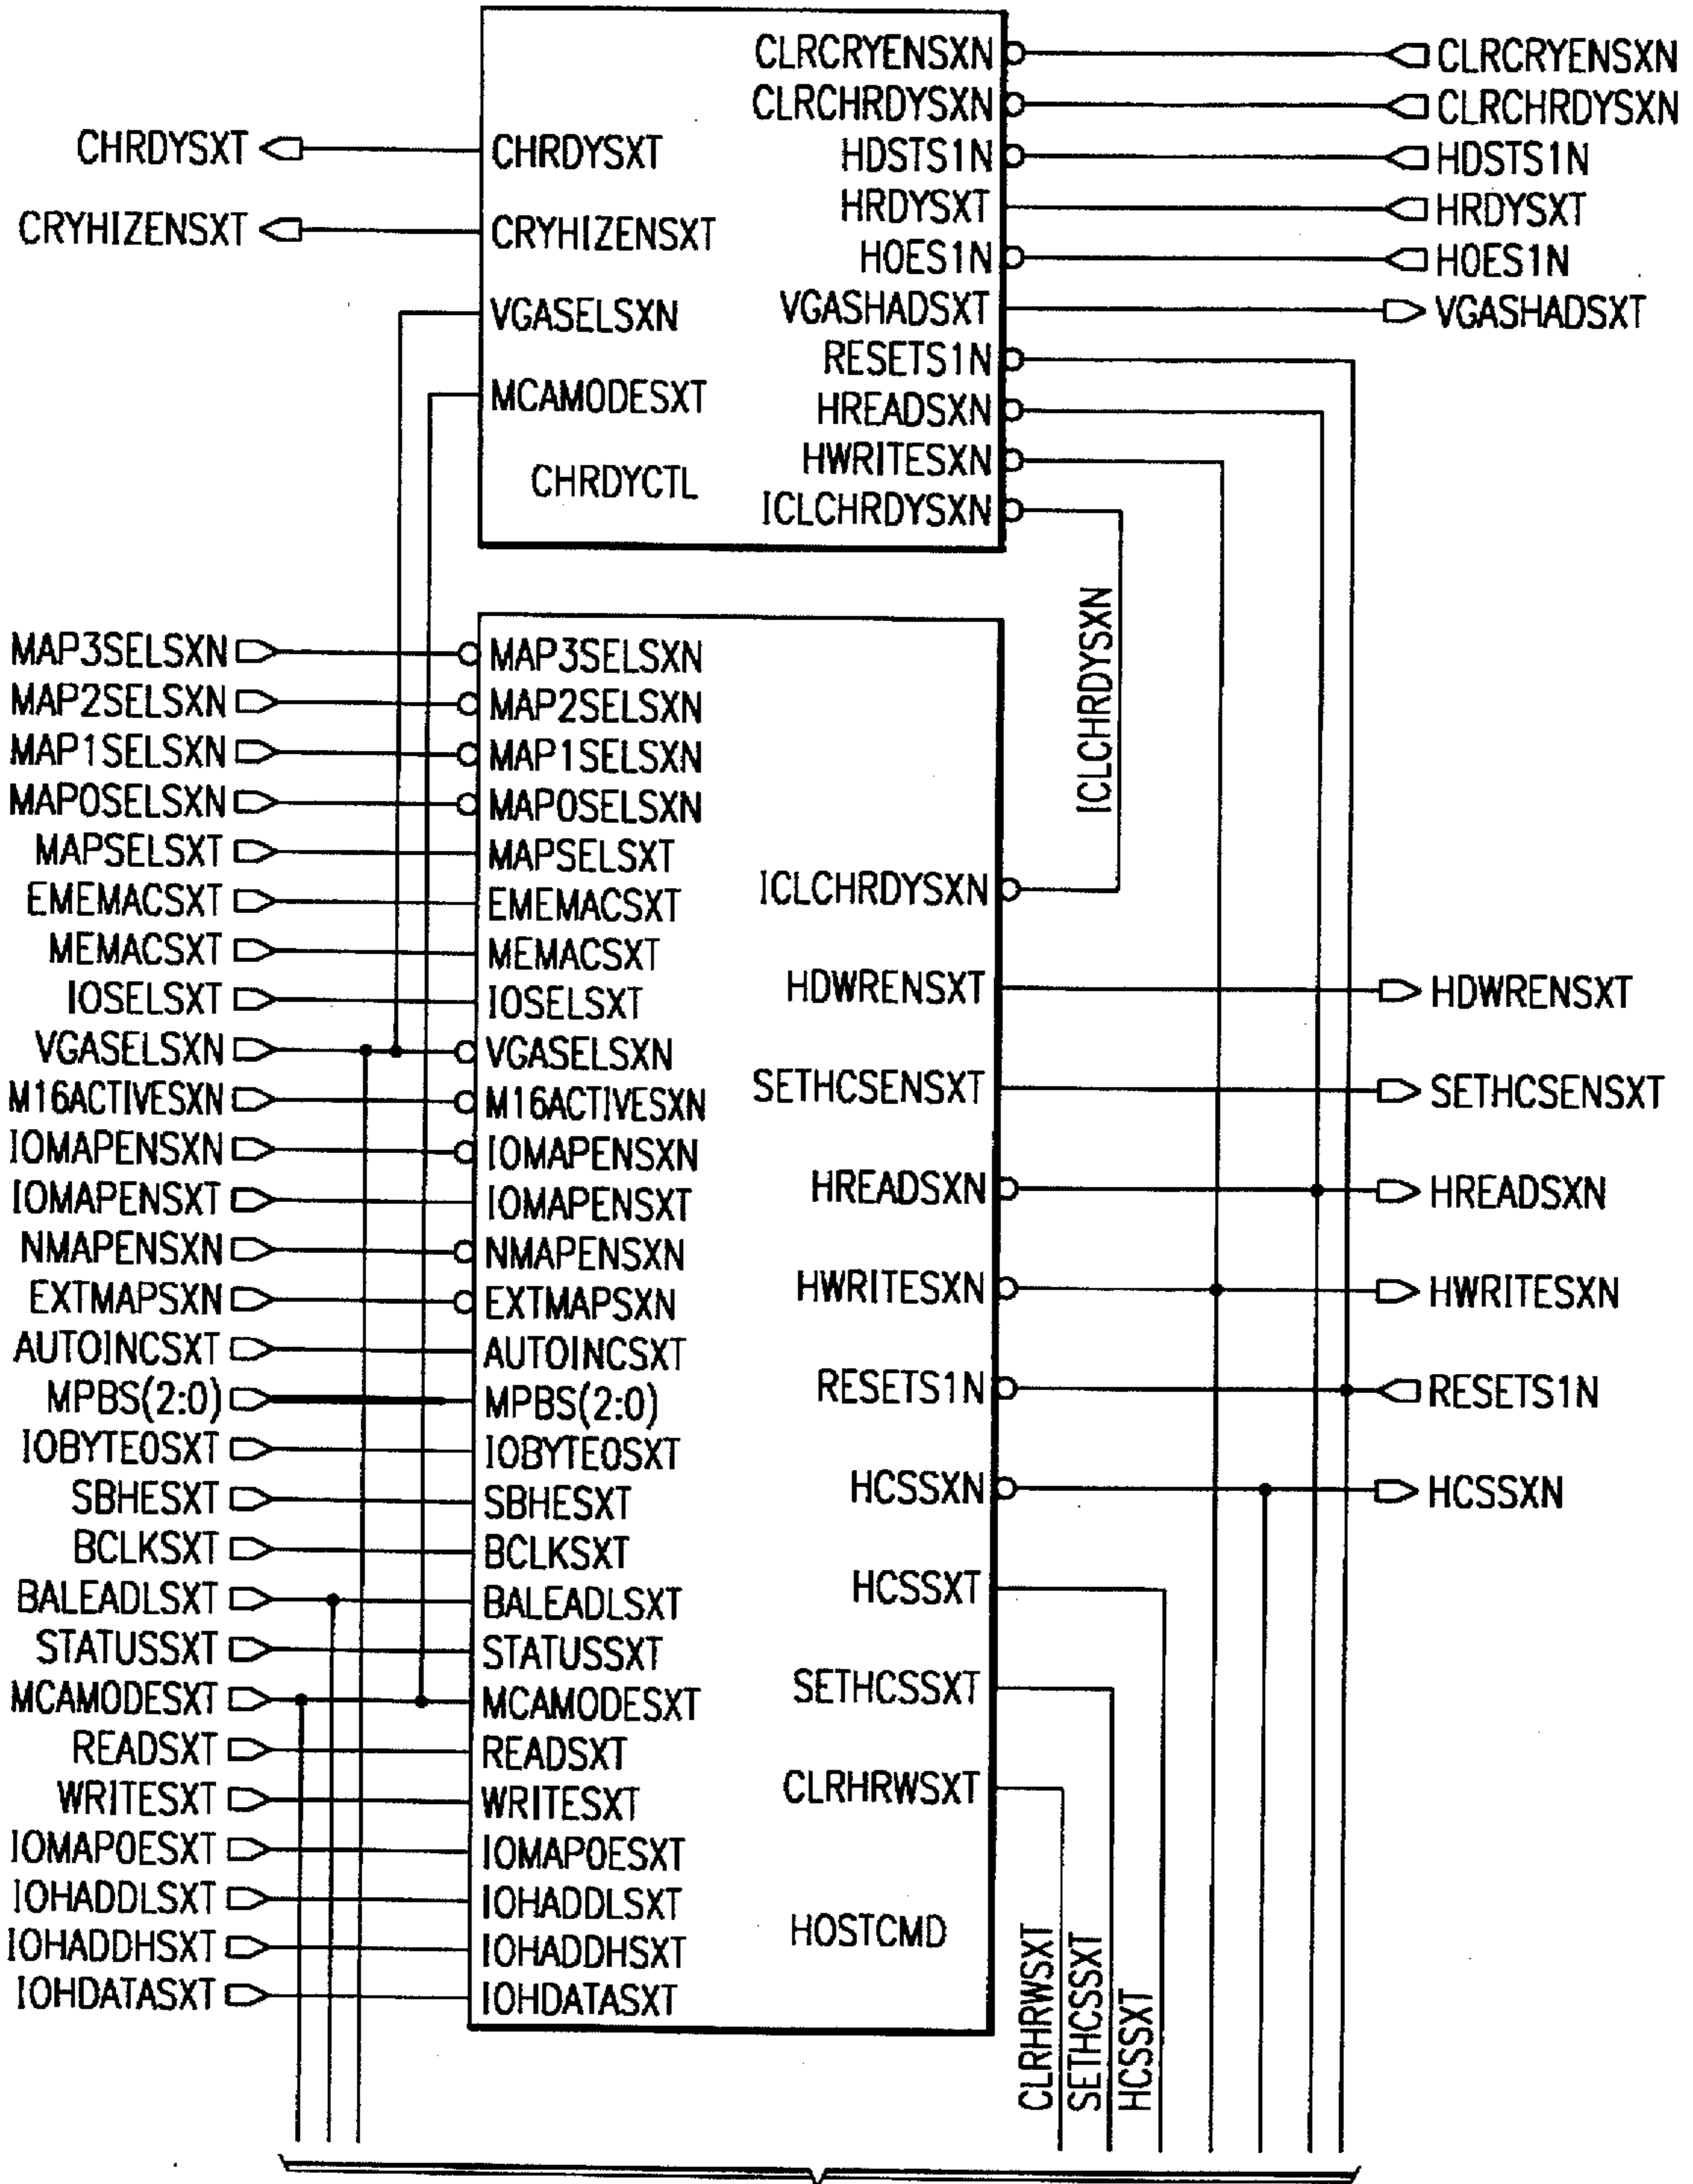 CLRCRYENSXN CLRCRYENSXN
CLRCHRDYSXN CLRCHRDYSXN
CHRDYSXT CHRDYSXT HDSTS1N HDSTS1N
HRDYSXT HRDYSXT
CRYHIZENSXT CRYHIZENSXT
HOES1N HOES1N
VGASELSXN VGASHADSXT VGASHADSXT
RESETS1N
MCAMODESXT HREADSXN
HWRITESXN
CHRDYCTL
ICLCHRDYSXN
ICLCHRDYSXN
MAP3SELSXN MAP3SELSXN
MAP2SELSXN MAP2SELSXN
MAP1SELSXN MAP1SELSXN
MAP0SELSXN MAP0SELSXN
MAPSELSXT MAPSELSXT
EMEMACSXT EMEMACSXT ICLCHRDYSXN
MEMACSXT MEMACSXT
IOSELSXT IOSELSXT HDWRENSXT HDWRENSXT
VGASELSXN VGASELSXN
M16ACTIVESXN M16ACTIVESXN SETHCSENSXT SETHCSENSXT
IOMAPENSXN IOMAPENSXN
IOMAPENSXT IOMAPENSXT HREADSXN HREADSXN
NMAPENSXN NMAPENSXN
EXTMAPSXN EXTMAPSXN HWRITESXN HWRITESXN
AUTOINCSXT AUTOINCSXT
MPBS(2:0) MPBS(2:0) RESETS1N RESETS1N
IOBYTE0SXT IOBYTE0SXT
SBHESXT SBHESXT HCSSXN HCSSXN
BCLKSXT BCLKSXT
BALEADLSXT BALEADLSXT HCSSXT
STATUSSXT STATUSSXT
MCAMODESXT MCAMODESXT SETHCSSXT
READSXT READSXT
WRITESXT WRITESXT CLRHRWSXT
IOMAPOESXT IOMAPOESXT
IOHADDLSXT IOHADDLSXT
HOSTCMD
IOHADDHSXT IOHADDHSXT
IOHDATASXT IOHDATASXT
CLRHRWSXT
SETHCSSXT
HCSSXT